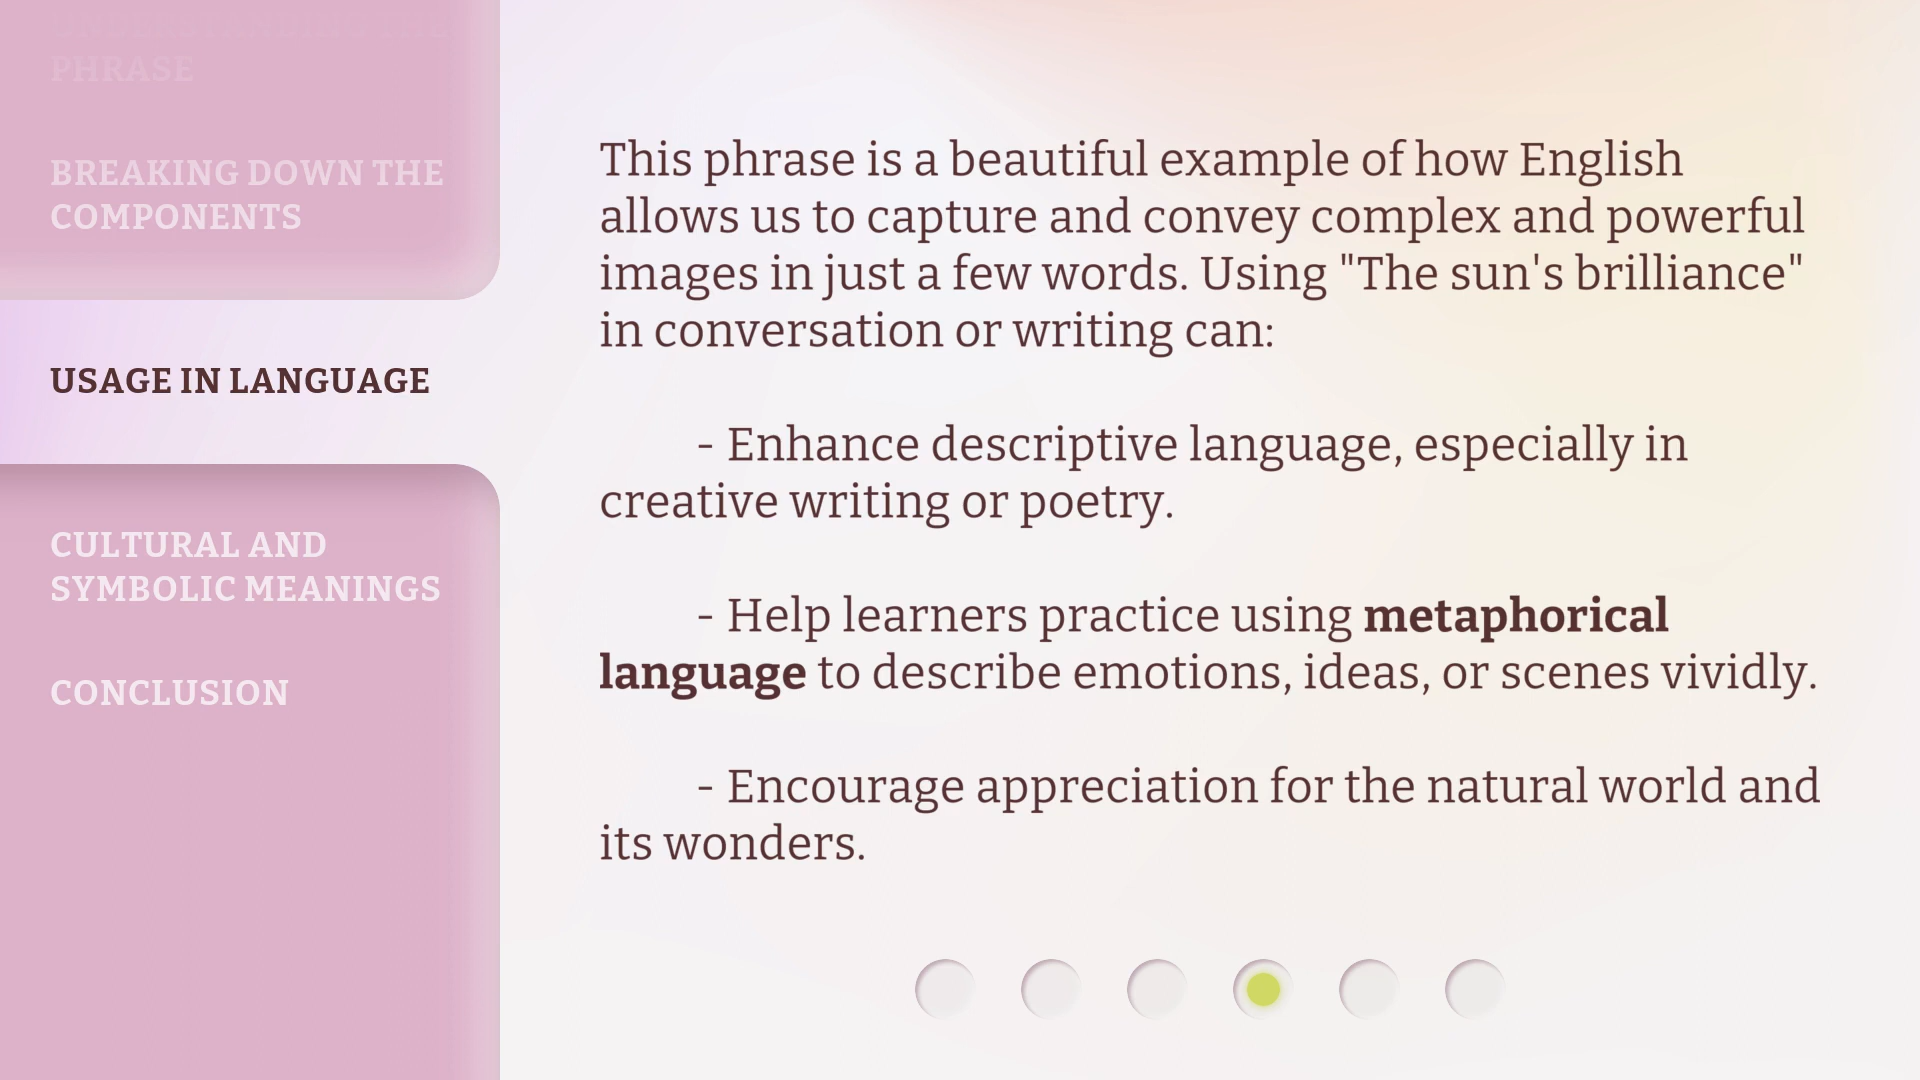 UNDERSTANDING THE
PHRASE
BREAKING DOWN THE
COMPONENTS
USAGE IN LANGUAGE
CULTURAL AND
SYMBOLIC MEANINGS
CONCLUSION
This phrase is a beautiful example of how English
allows us to capture and convey complex and powerful
images in just a few words. Using "The sun's brilliance"
in conversation or writing can:
- Enhance descriptive language, especially in
creative writing or poetry.
- Help learners practice using metaphorical
language to describe emotions, ideas, or scenes vividly.
- Encourage appreciation for the natural world and
its wonders.